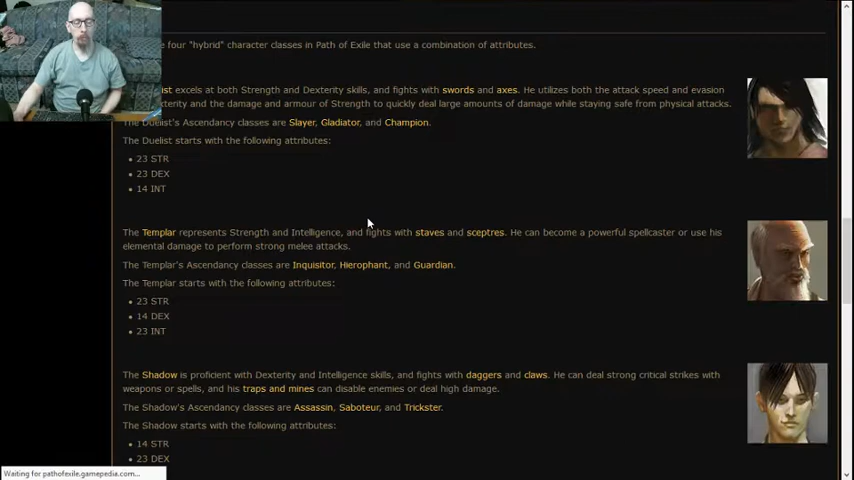 e four "hybrid" character classes in Path of Exile that use a combination of attributes.
ist excels at both Strength and Dexterity skills, and fights with swords and axes. He utilizes both the attack speed and evasion
exterity and the damage and armour of Strength to quickly deal large amounts of damage while staying safe from physical attacks.
The Duelist's Ascendancy classes are Slayer, Gladiator, and Champion.
The Duelist starts with the following attributes:
• 23 STR
• 23 DEX
• 14 INT
The Templar represents Strength and Intelligence, and fights with staves and sceptres. He can become a powerful spellcaster or use his
elemental damage to perform strong melee attacks.
The Templar's Ascendancy classes are Inquisitor, Hierophant, and Guardian.
The Templar starts with the following attributes:
• 23 STR
• 14 DEX
• 23 INT
The Shadow is proficient with Dexterity and Intelligence skills, and fights with daggers and claws. He can deal strong critical strikes with
weapons or spells, and his traps and mines can disable enemies or deal high damage.
The Shadow's Ascendancy classes are Assassin, Saboteur, and Trickster.
The Shadow starts with the following attributes:
• 14 STR
• 23 DEX
Waiting for pathofexile.gamepedia.com...